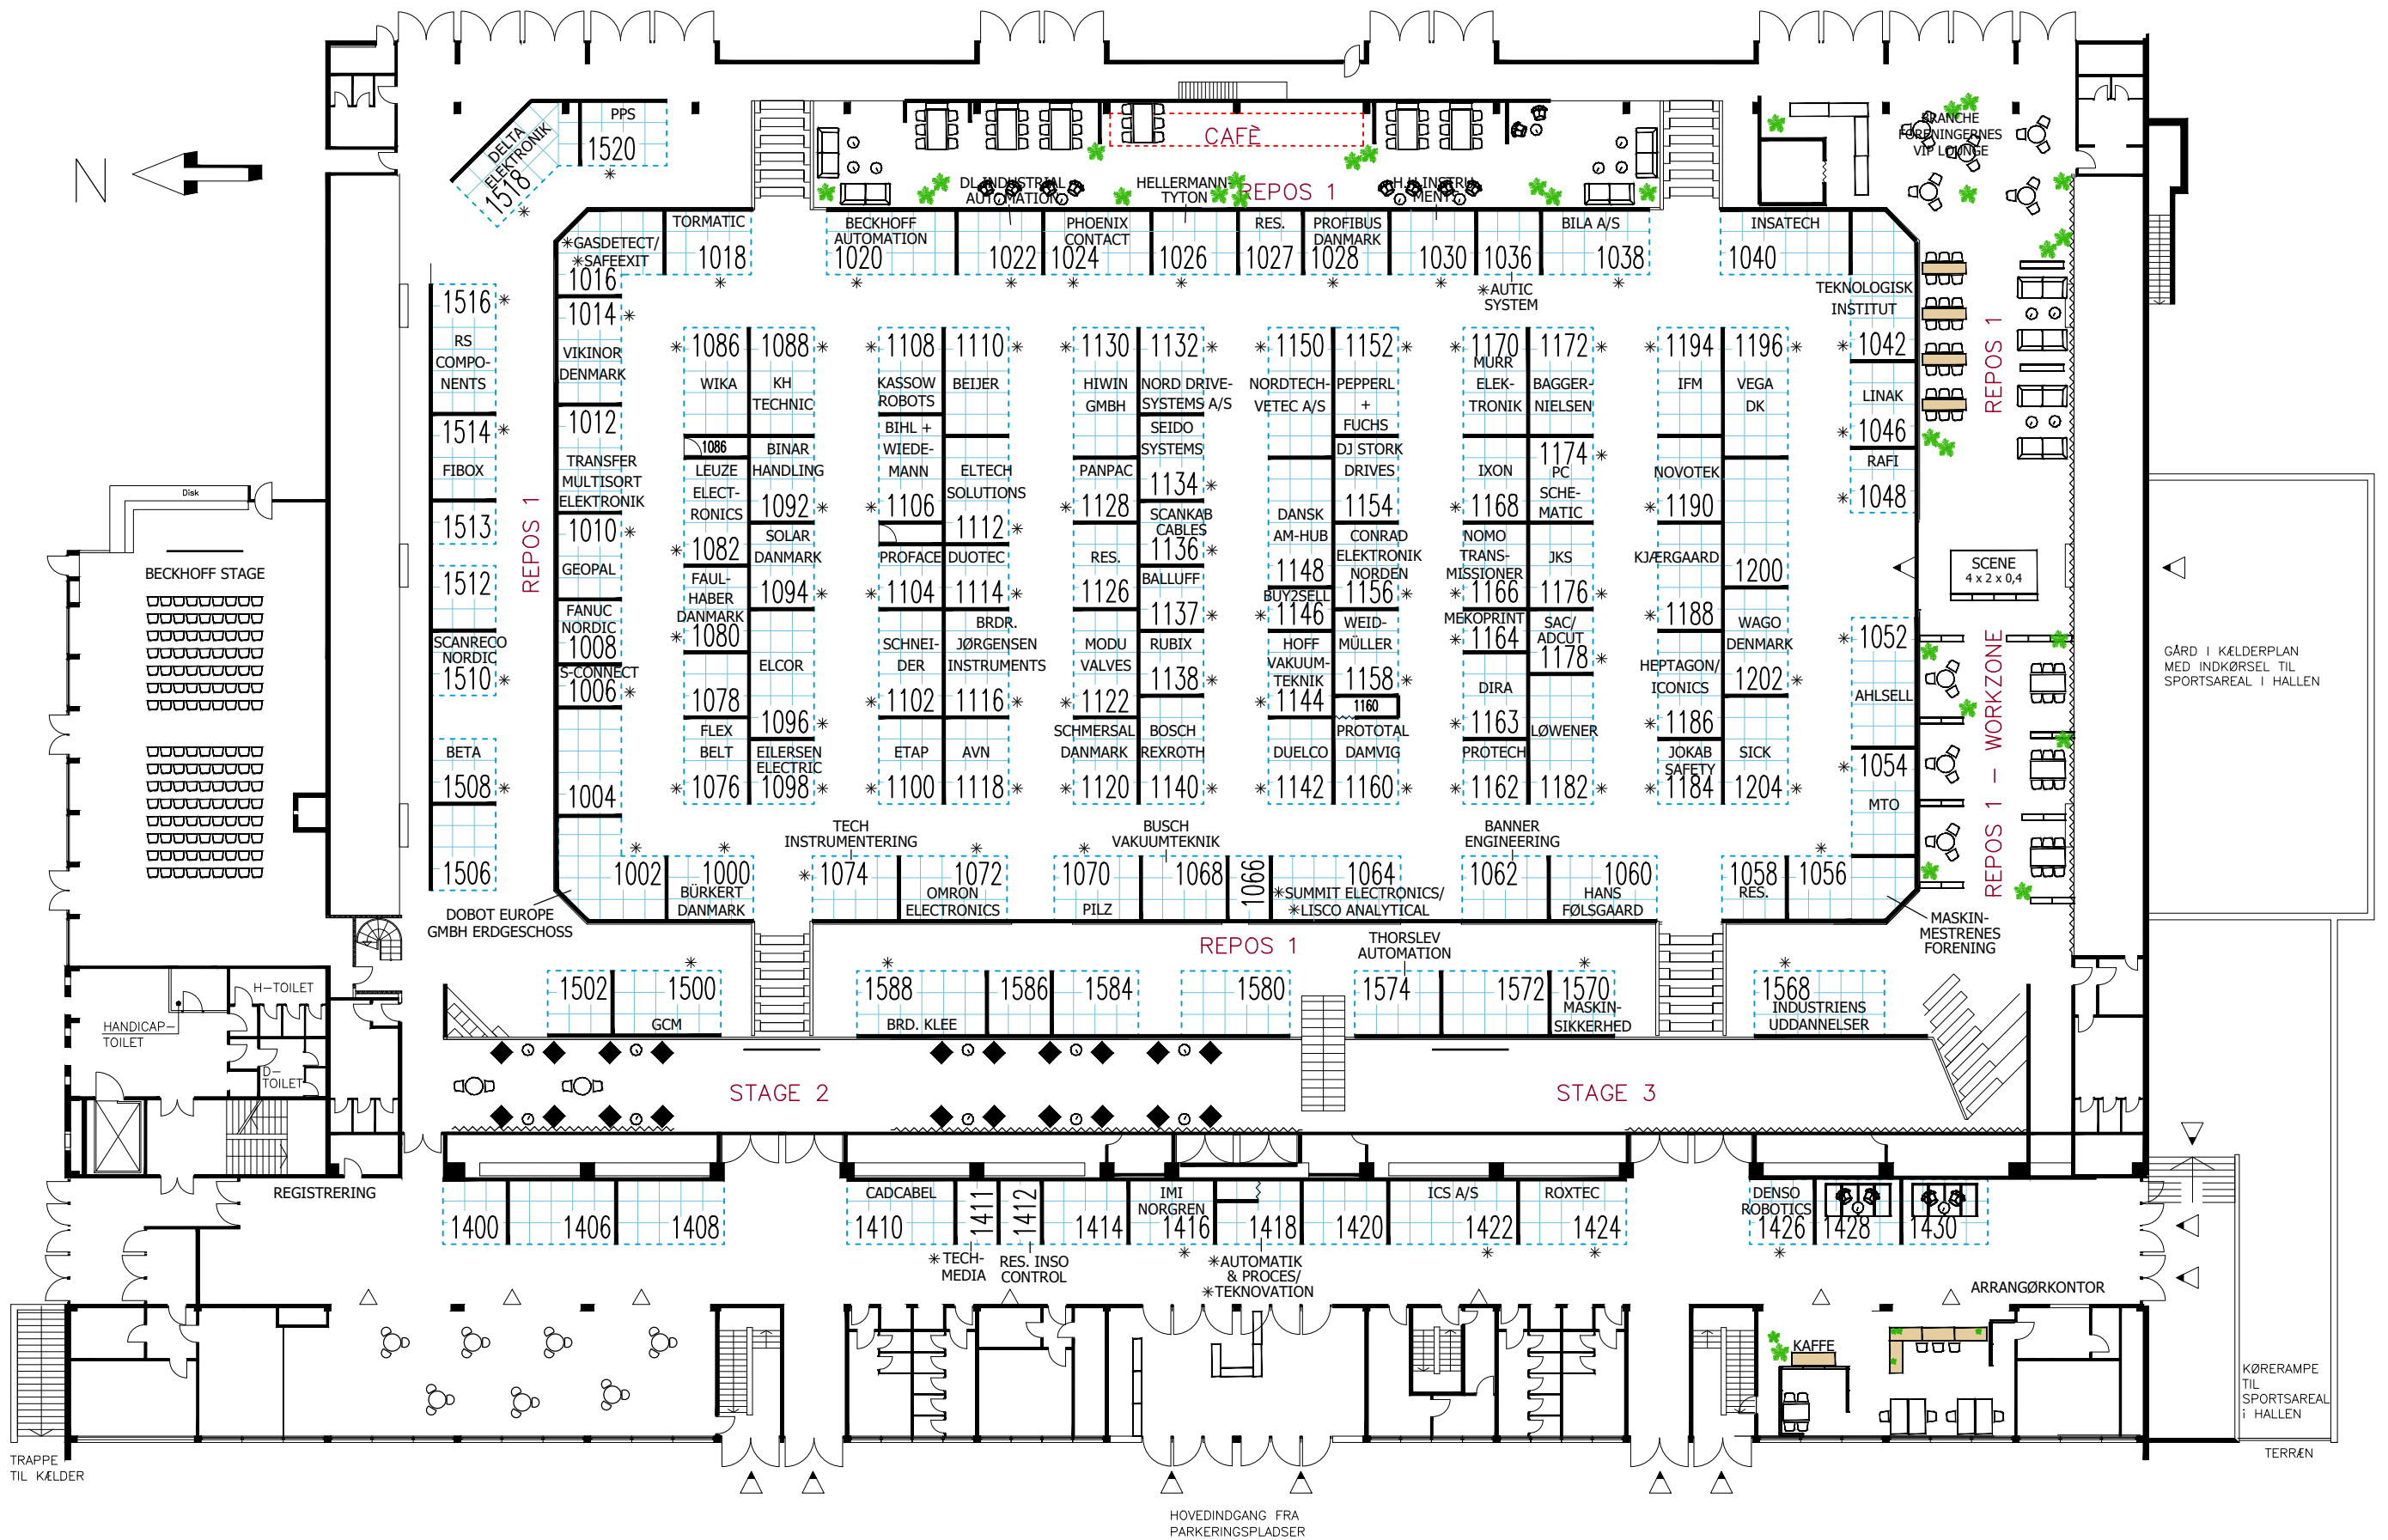 PPS
1520
DELTA
ELEKTRONIK
1518
N
CAFÈ
REPOS 1
BRANCHE
FORENINGERNES
VIP LOUNGE
DL INDUSTRIAL
AUTOMATION
HELLERMANN-
TYTON
MENTS
✳GASDETECT/
✳SAFEEXIT
1016
TORMATIC
1018
BECKHOFF
AUTOMATION
1020
1022
PHOENIX
CONTACT
1024
1026
RES.
1027
PROFIBUS
DANMARK
1028
1030
1036
✳AUTIC
SYSTEM
BILA A/S
1038
INSATECH
1040
TEKNOLOGISK
INSTITUT
1042
LINAK
1046
RAFI
1048
REPOS 1
SCENE
4 x 2 x 0,4
1052
AHLSELL
1054
MTO
REPOS 1 – WORKZONE
GÅRD I KÆLDERPLAN
MED INDKØRSEL TIL
SPORTSAREAL I HALLEN
1516
RS
COMPO-
NENTS
1514
FIBOX
1513
1512
SCANRECO
NORDIC
1510
BETA
1508
1506
REPOS 1
Disk
BECKHOFF STAGE
1014
VIKINOR
DENMARK
1012
TRANSFER
MULTISORT
ELEKTRONIK
1010
GEOPAL
FANUC
NORDIC
1008
S-CONNECT
1006
1004
1002
DOBOT EUROPE
GMBH ERDGESCHOSS
1000
BÜRKERT
DANMARK
1086
WIKA
1086
LEUZE
ELECT-
RONICS
1082
FAUL-
HABER
DANMARK
1080
1078
FLEX
BELT
1076
1088
KH
TECHNIC
BINAR
HANDLING
1092
SOLAR
DANMARK
1094
ELCOR
1096
EILERSEN
ELECTRIC
1098
1108
KASSOW
ROBOTS
BIHL +
WIEDE-
MANN
1106
PROFACE
1104
SCHNEI-
DER
1102
ETAP
1100
1110
BEIJER
ELTECH
SOLUTIONS
1112
DUOTEC
1114
BRDR.
JØRGENSEN
INSTRUMENTS
1116
AVN
1118
1130
HIWIN
GMBH
PANPAC
1128
RES.
1126
MODU
VALVES
1122
SCHMERSAL
DANMARK
1120
1132
NORD DRIVE-
SYSTEMS A/S
SEIDO
SYSTEMS
1134
SCANKAB
CABLES
1136
BALLUFF
1137
RUBIX
1138
BOSCH
REXROTH
1140
1150
NORDTECH-
VETEC A/S
DANSK
AM-HUB
1148
BUY2SELL
1146
HOFF
VAKUUM-
TEKNIK
1144
DUELCO
1142
1152
PEPPERL
+
FUCHS
DJ STORK
DRIVES
1154
CONRAD
ELEKTRONIK
NORDEN
1156
WEID-
MÜLLER
1158
1160
PROTOTAL
DAMVIG
1160
1170
MURR
ELEK-
TRONIK
IXON
1168
NOMO
TRANS-
MISSIONER
1166
MEKOPRINT
1164
DIRA
1163
PROTECH
1162
1172
BAGGER-
NIELSEN
1174
PC
SCHE-
MATIC
JKS
1176
SAC/
ADCUT
1178
LØWENER
1182
1194
IFM
NOVOTEK
1190
KJÆRGAARD
1188
HEPTAGON/
ICONICS
1186
JOKAB
SAFETY
1184
1196
VEGA
DK
1200
WAGO
DENMARK
1202
SICK
1204
TECH
INSTRUMENTERING
1074
1072
OMRON
ELECTRONICS
BUSCH
VAKUUMTEKNIK
1070
PILZ
1068
1066
1064
✳SUMMIT ELECTRONICS/
✳LISCO ANALYTICAL
BANNER
ENGINEERING
1062
1060
HANS
FØLSGAARD
1058
RES.
1056
MASKIN-
MESTRENES
FORENING
REPOS 1
THORSLEV
AUTOMATION
1502
1500
GCM
1588
BRD. KLEE
1586
1584
1580
1574
1572
1570
MASKIN-
SIKKERHED
1568
INDUSTRIENS
UDDANNELSER
H-TOILET
HANDICAP-
TOILET
D-
TOILET
STAGE 2
STAGE 3
REGISTRERING
1400
1406
1408
CADCABEL
1410
1411
✳TECH-
MEDIA
1412
RES. INSO
CONTROL
1414
IMI
NORGREN
1416
1418
✳AUTOMATIK
& PROCES/
✳TEKNOVATION
1420
ICS A/S
1422
ROXTEC
1424
DENSO
ROBOTICS
1426
1428
1430
ARRANGØRKONTOR
KAFFE
KØRERAMPE
TIL
SPORTSAREAL
i HALLEN
TERRÆN
TRAPPE
TIL KÆLDER
HOVEDINDGANG FRA
PARKERINGSPLADSER